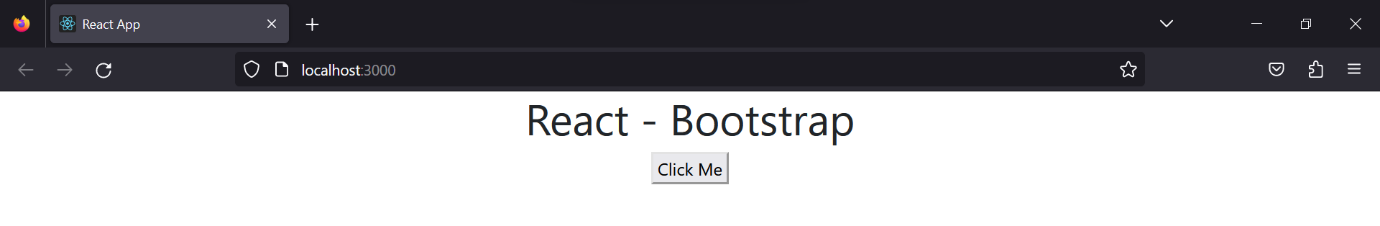 React App
localhost:3000
React - Bootstrap
Click Me